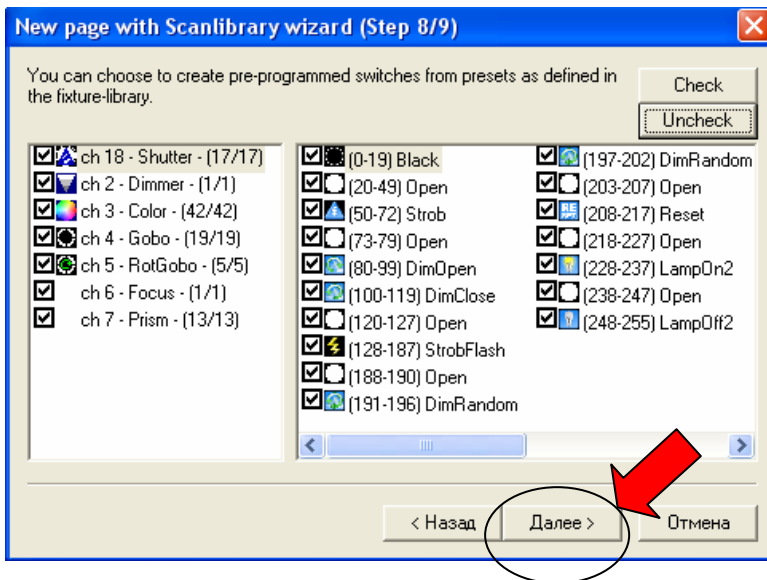 New page with Scanlibrary wizard (Step 8/9)
You can choose to create pre-programmed switches from presets as defined in
the fixture-library.
Check
Uncheck
ch 18 - Shutter - (17/17)
ch 2 - Dimmer - (1/1)
ch 3 - Color - (42/42)
ch 4 - Gobo - (19/19)
ch 5 - RotGobo - (5/5)
ch 6 - Focus - (1/1)
ch 7 - Prism - (13/13)
(0-19) Black
(20-49) Open
(50-72) Strob
(73-79) Open
(80-99) DimOpen
(100-119) DimClose
(120-127) Open
(128-187) StrobFlash
(188-190) Open
(191-196) DimRandom
(197-202) DimRandom
(203-207) Open
(208-217) Reset
(218-227) Open
(228-237) LampOn2
(238-247) Open
(248-255) LampOff2
< Назад
Далее >
Отмена